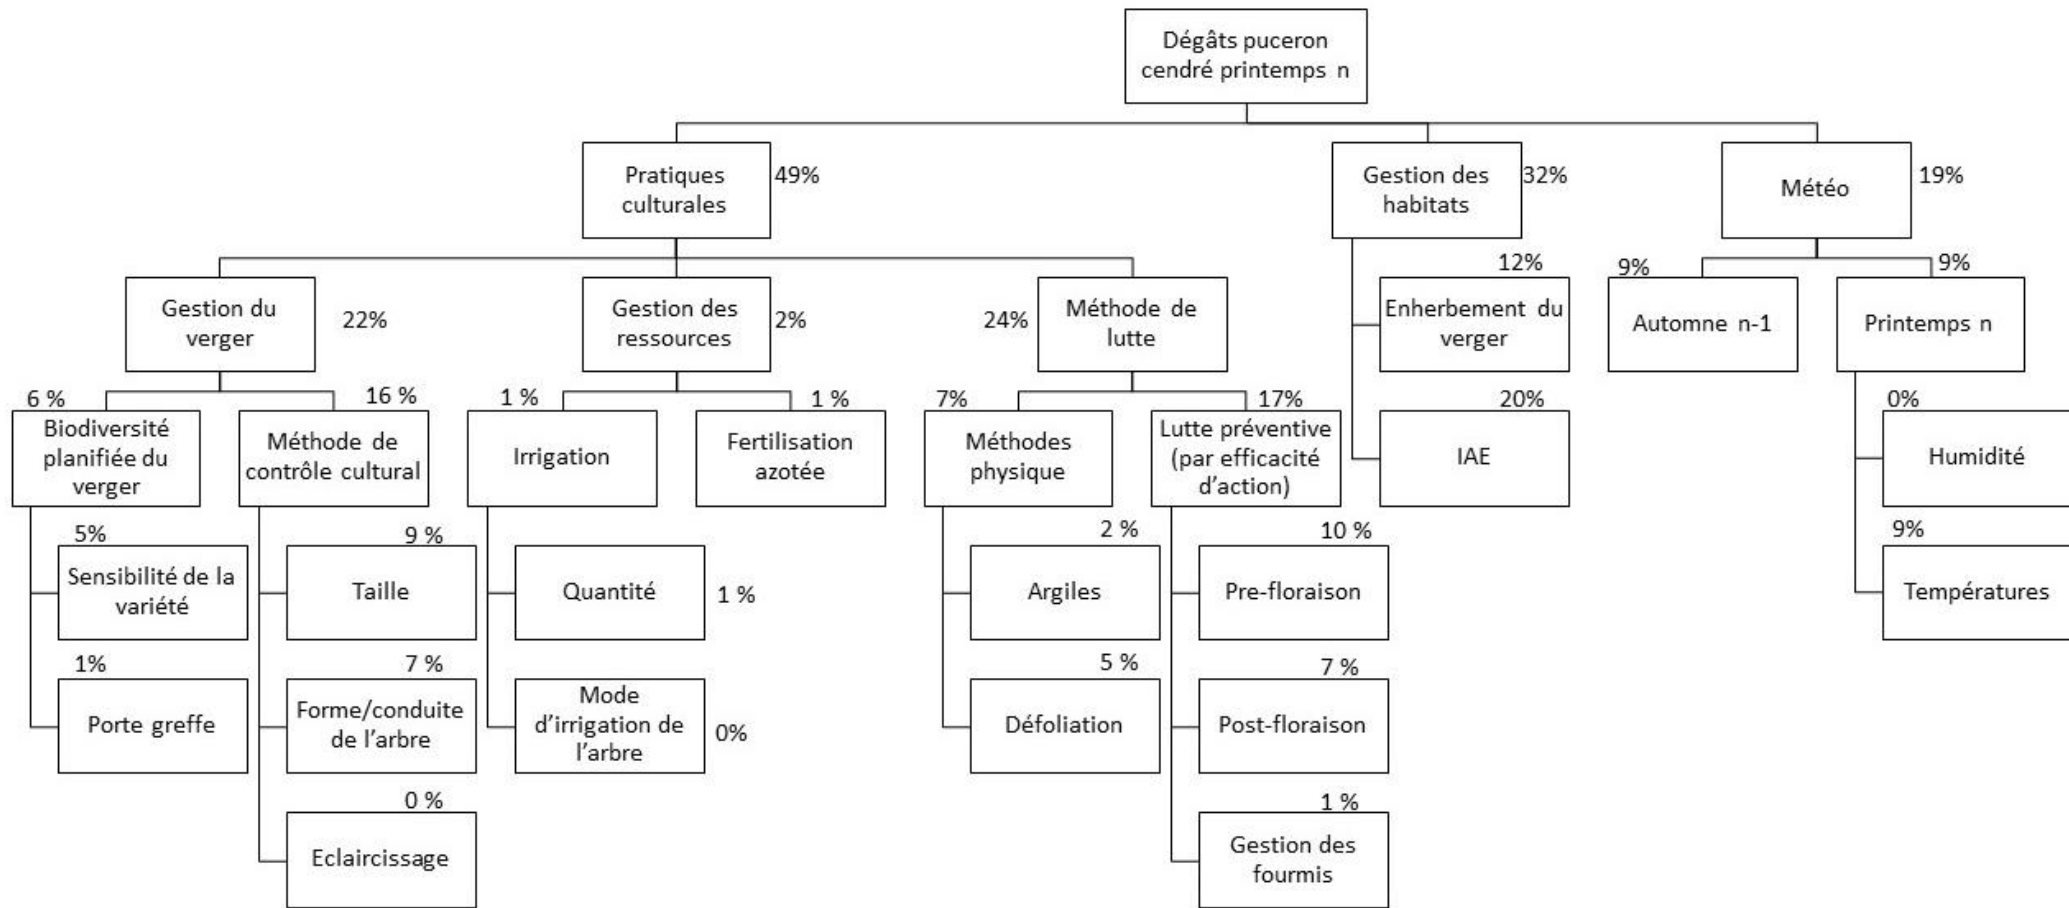 Dégâts puceron
cendré printemps n
Pratiques
culturales
49%
Gestion des
habitats
32%
Météo
19%
Gestion du
verger
22%
Gestion des
ressources
2%
24%
Méthode de
lutte
12%
Enherbement du
verger
9%
Automne n-1
9%
Printemps n
6 %
Biodiversité
planifiée du
verger
16 %
Méthode de
contrôle cultural
1 %
Irrigation
1 %
Fertilisation
azotée
7%
Méthodes
physique
17%
Lutte préventive
(par efficacité
d'action)
20%
IAE
0%
Humidité
5%
Sensibilité de la
variété
9 %
Taille
Quantité
1 %
2 %
Argiles
10 %
Pre-floraison
9%
Températures
1%
Porte greffe
7 %
Forme/conduite
de l'arbre
Mode
d'irrigation de
l'arbre
0%
5 %
Défoliation
7 %
Post-floraison
0 %
Eclaircissage
1 %
Gestion des
fourmis